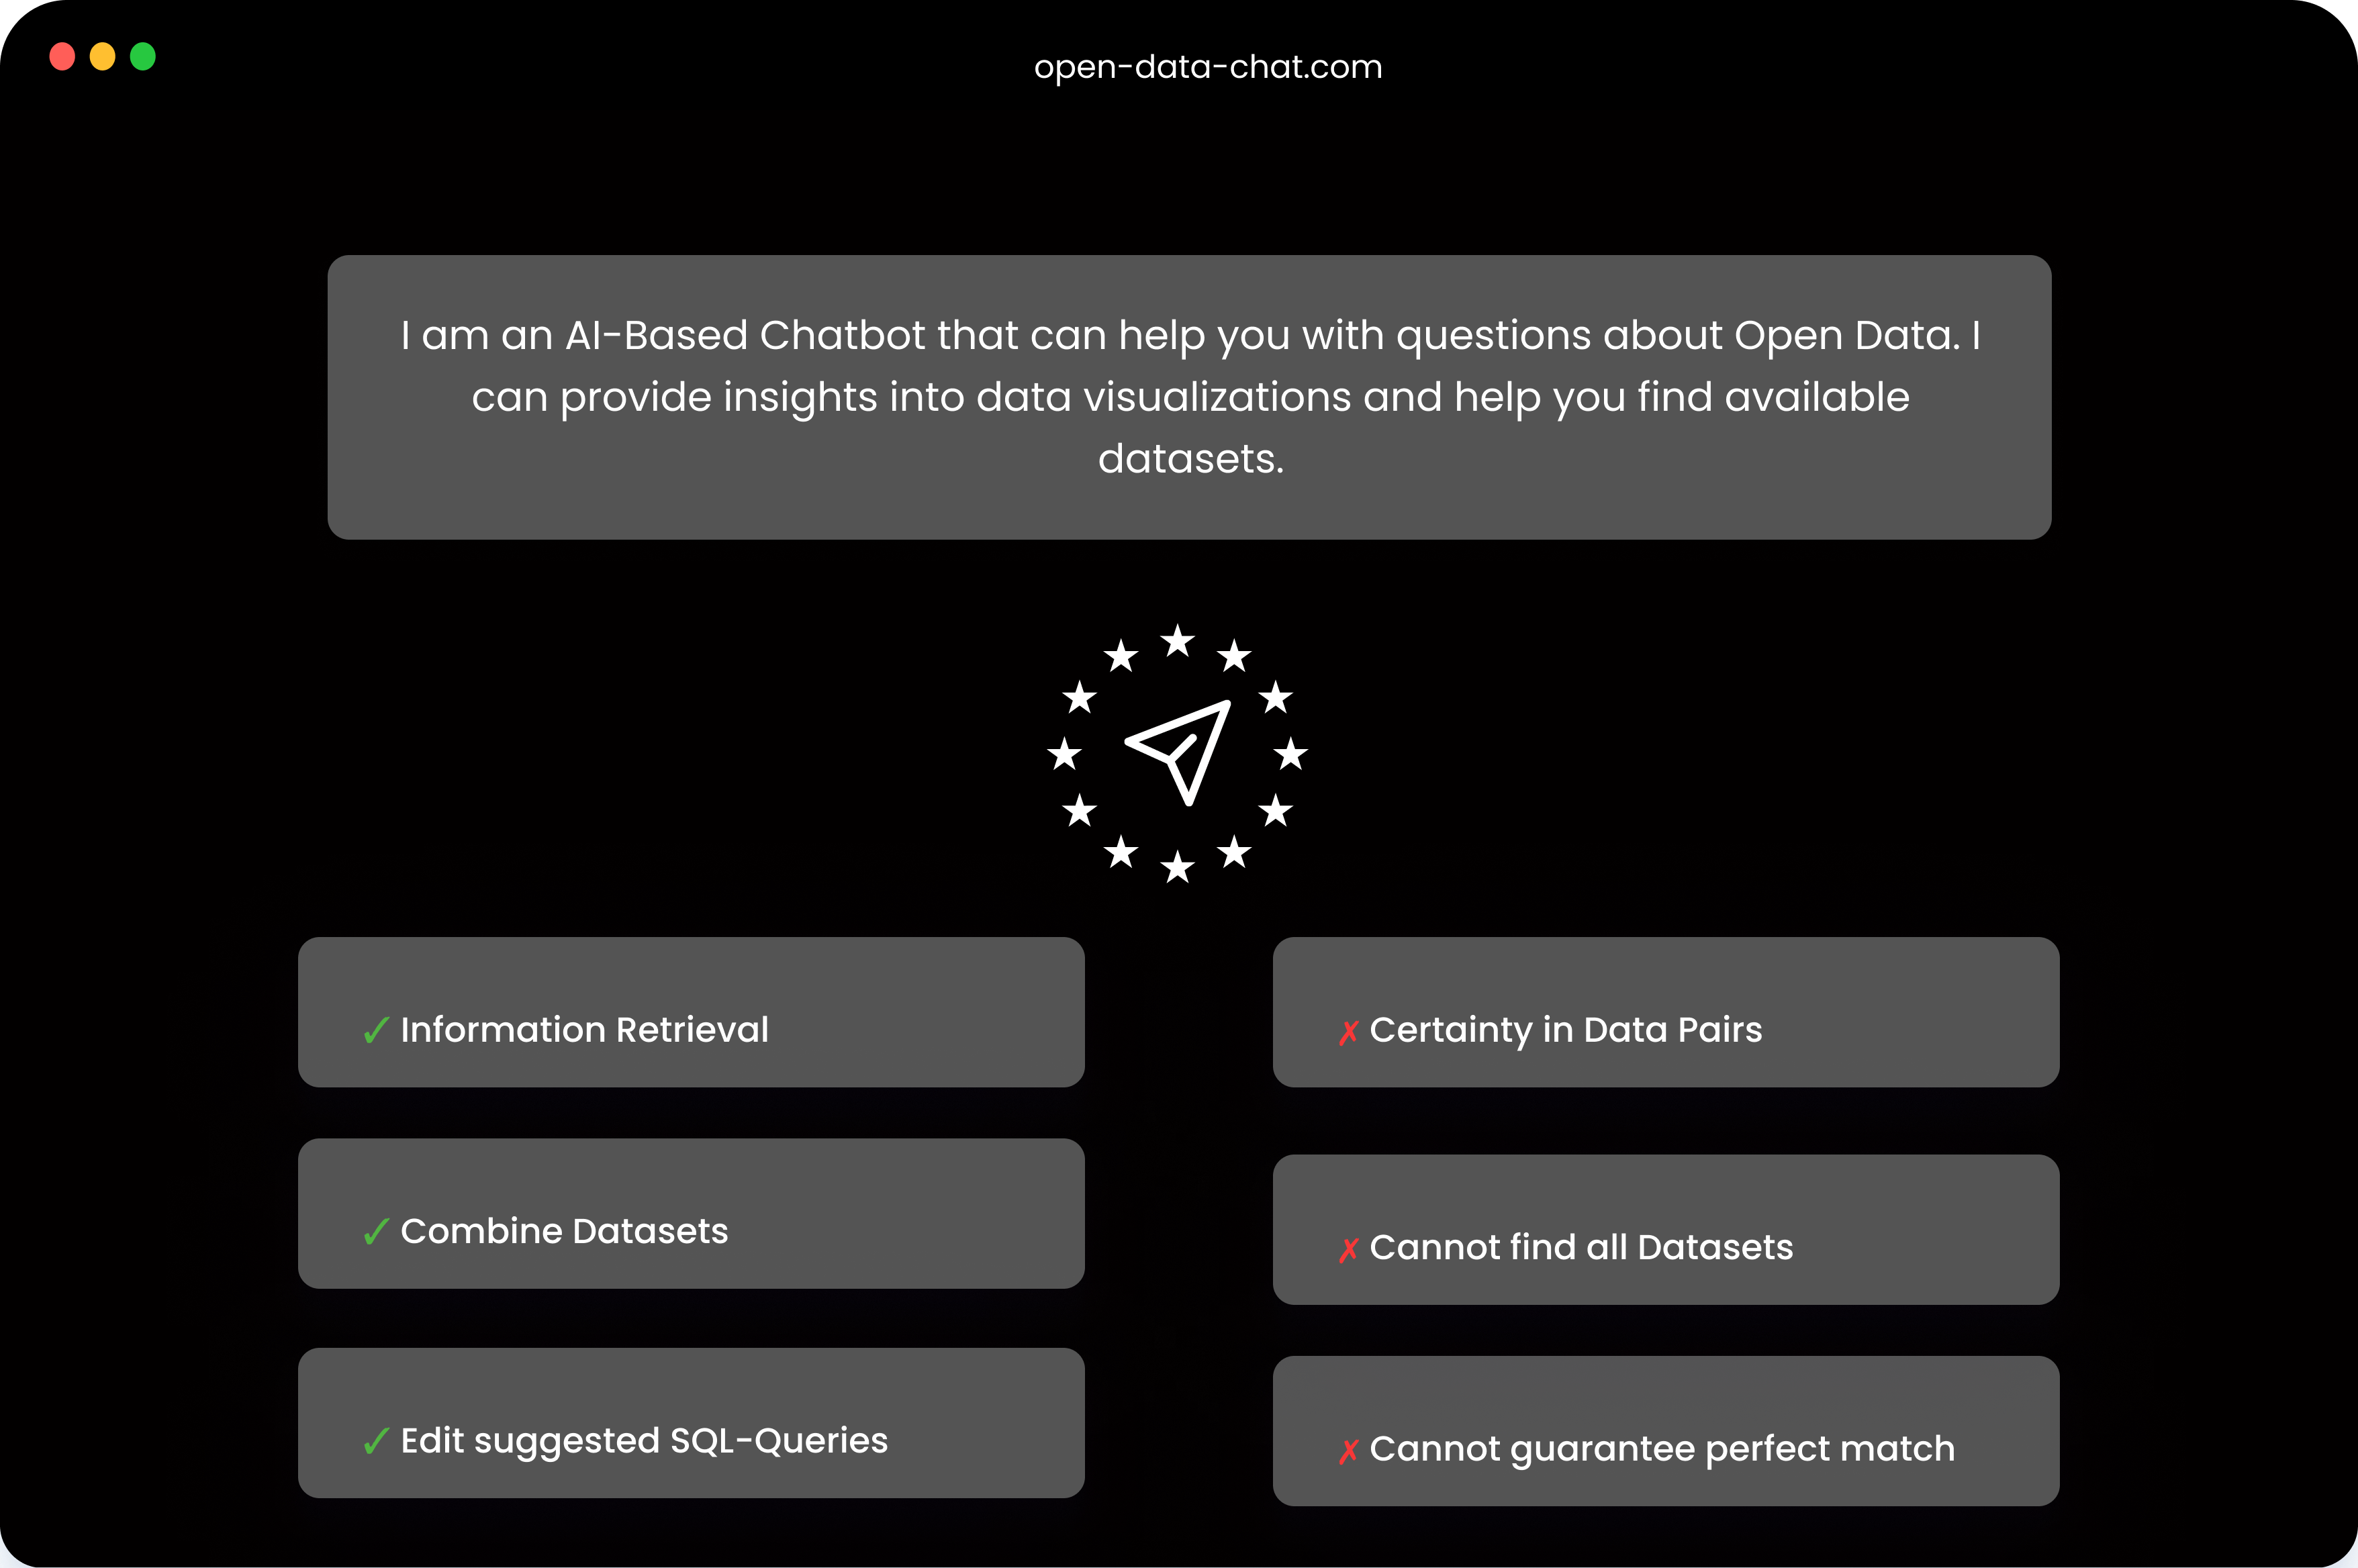 open-data-chat.com
I am an AI-Based Chatbot that can help you with questions about Open Data. I
can provide insights into data visualizations and help you find available
datasets.
✓ Information Retrieval
✗ Certainty in Data Pairs
✓ Combine Datasets
✗ Cannot find all Datasets
✓ Edit suggested SQL-Queries
✗ Cannot guarantee perfect match